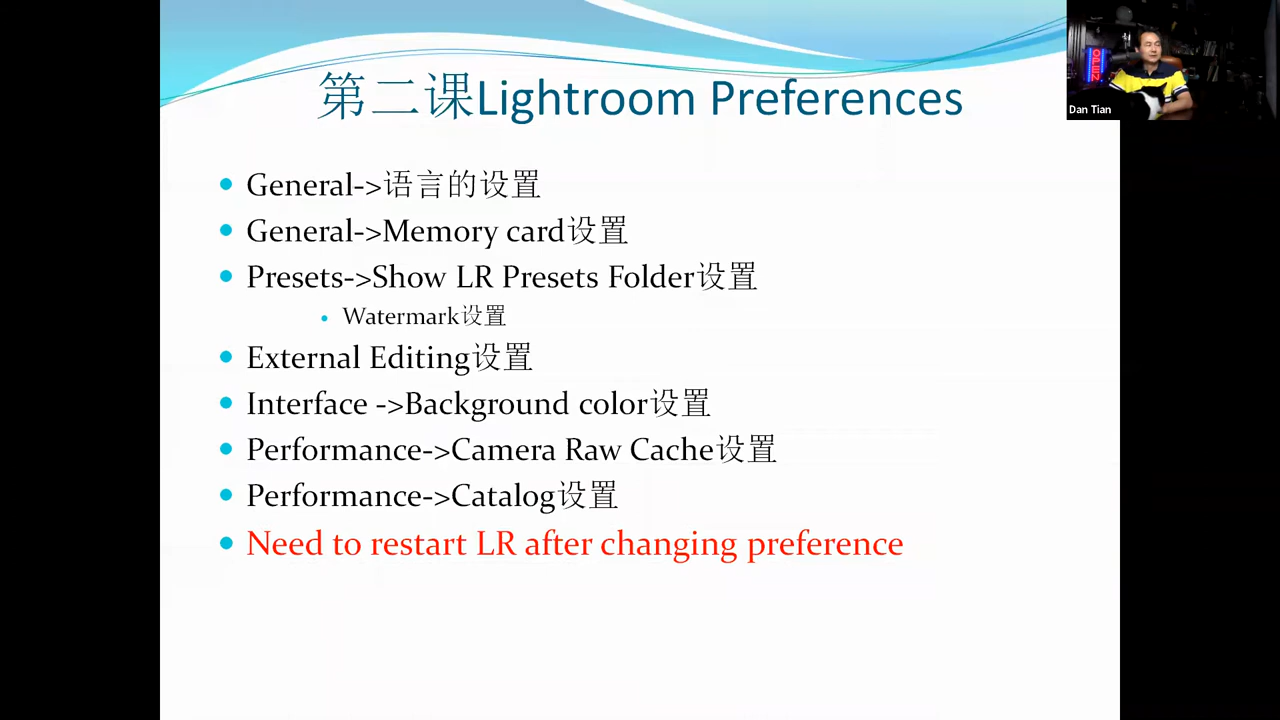 第二课Lightroom Preferences
General->语言的设置
General->Memory card设置
Presets->Show LR Presets Folder设置
Watermark设置
External Editing设置
Interface ->Background color设置
Performance->Camera Raw Cache设置
Performance->Catalog设置
Need to restart LR after changing preference
OPEN
Dan Tian